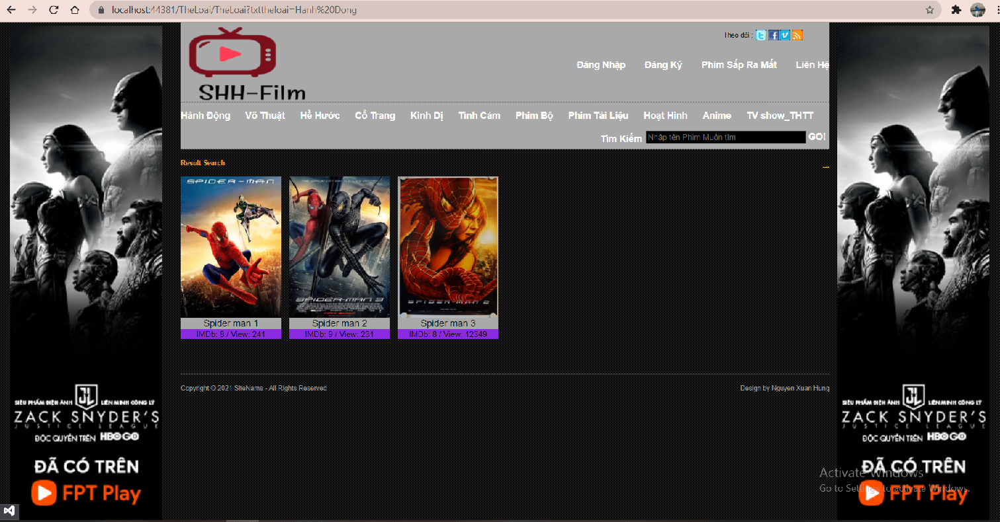 localhost:44381/TheLoai/TheLoai?txttheloai=Hanh%20Dong
SHH-Film
Theo dõi :
Đăng Nhập Đăng Ký Phim Sắp Ra Mắt Liên Hệ
Hành Động Võ Thuật Hề Hước Cổ Trang Kinh Dị Tình Cảm Phim Bộ Phim Tài Liệu Hoạt Hình Anime TV show_THTT
Tìm Kiếm Nhập tên Phim Muốn tìm GO!
Result Search
SPIDER-MAN
SPIDER-MAN 3
SPIDER-MAN 2
Spider man 1 Spider man 2 Spider man 3
IMDb: 8 / View: 241 IMDb: 9 / View: 231 IMDb: 8 / View: 12349
Copyright © 2021 SiteName - All Rights Reserved Design by Nguyen Xuan Hung
JL
SIÊU PHẨM ĐIỆN ẢNH LIÊN MINH CÔNG LÝ
ZACK SNYDER'S
JUSTICE LEAGUE
ĐỘC QUYỀN TRÊN HBO GO
ĐÃ CÓ TRÊN
FPT Play
JL
SIÊU PHẨM ĐIỆN ẢNH LIÊN MINH CÔNG LÝ
ZACK SNYDER'S
JUSTICE LEAGUE
ĐỘC QUYỀN TRÊN HBO GO
ĐÃ CÓ TRÊN
FPT Play
Activate Windows
Go to Settings to activate Windows.